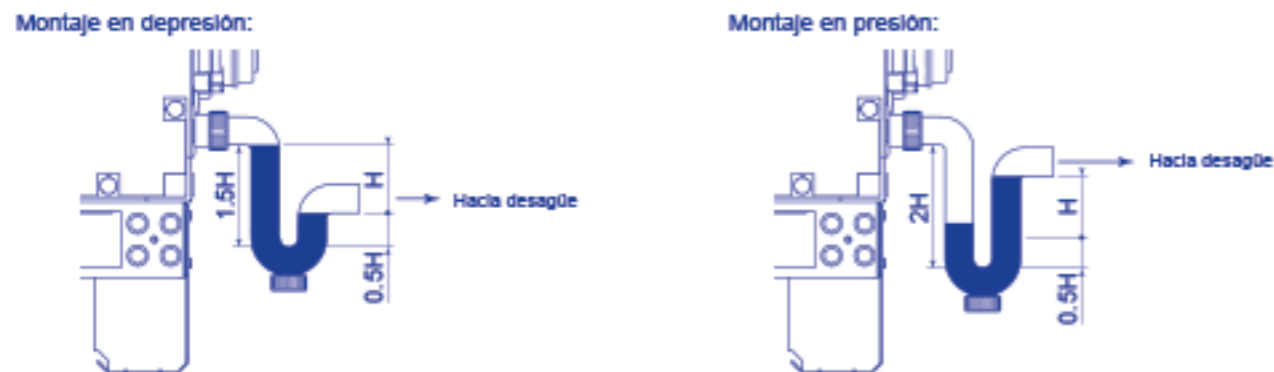 Montaje en depresión:
Montaje en presión:
1.5H
H
0.5H
Hacia desagüe
2H
H
0.5H
Hacia desagüe